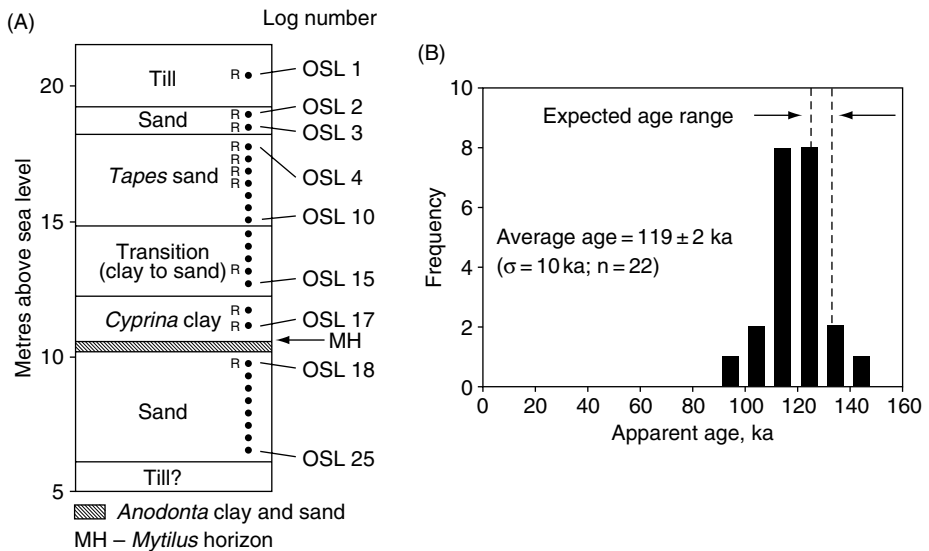 (A)
Log number
Metres above sea level
20
15
10
5
Till
Sand
Tapes sand
Transition
(clay to sand)
Cyprina clay
Sand
Till?
R
R
R
R
R
R
R
R
R
R
R
OSL 1
OSL 2
OSL 3
OSL 4
OSL 10
OSL 15
OSL 17
MH
OSL 18
OSL 25
Anodonta clay and sand
MH – Mytilus horizon
(B)
Frequency
10
8
6
4
2
0
Expected age range
Average age = 119 ± 2 ka
(σ = 10 ka; n = 22)
0 20 40 60 80 100 120 140 160
Apparent age, ka